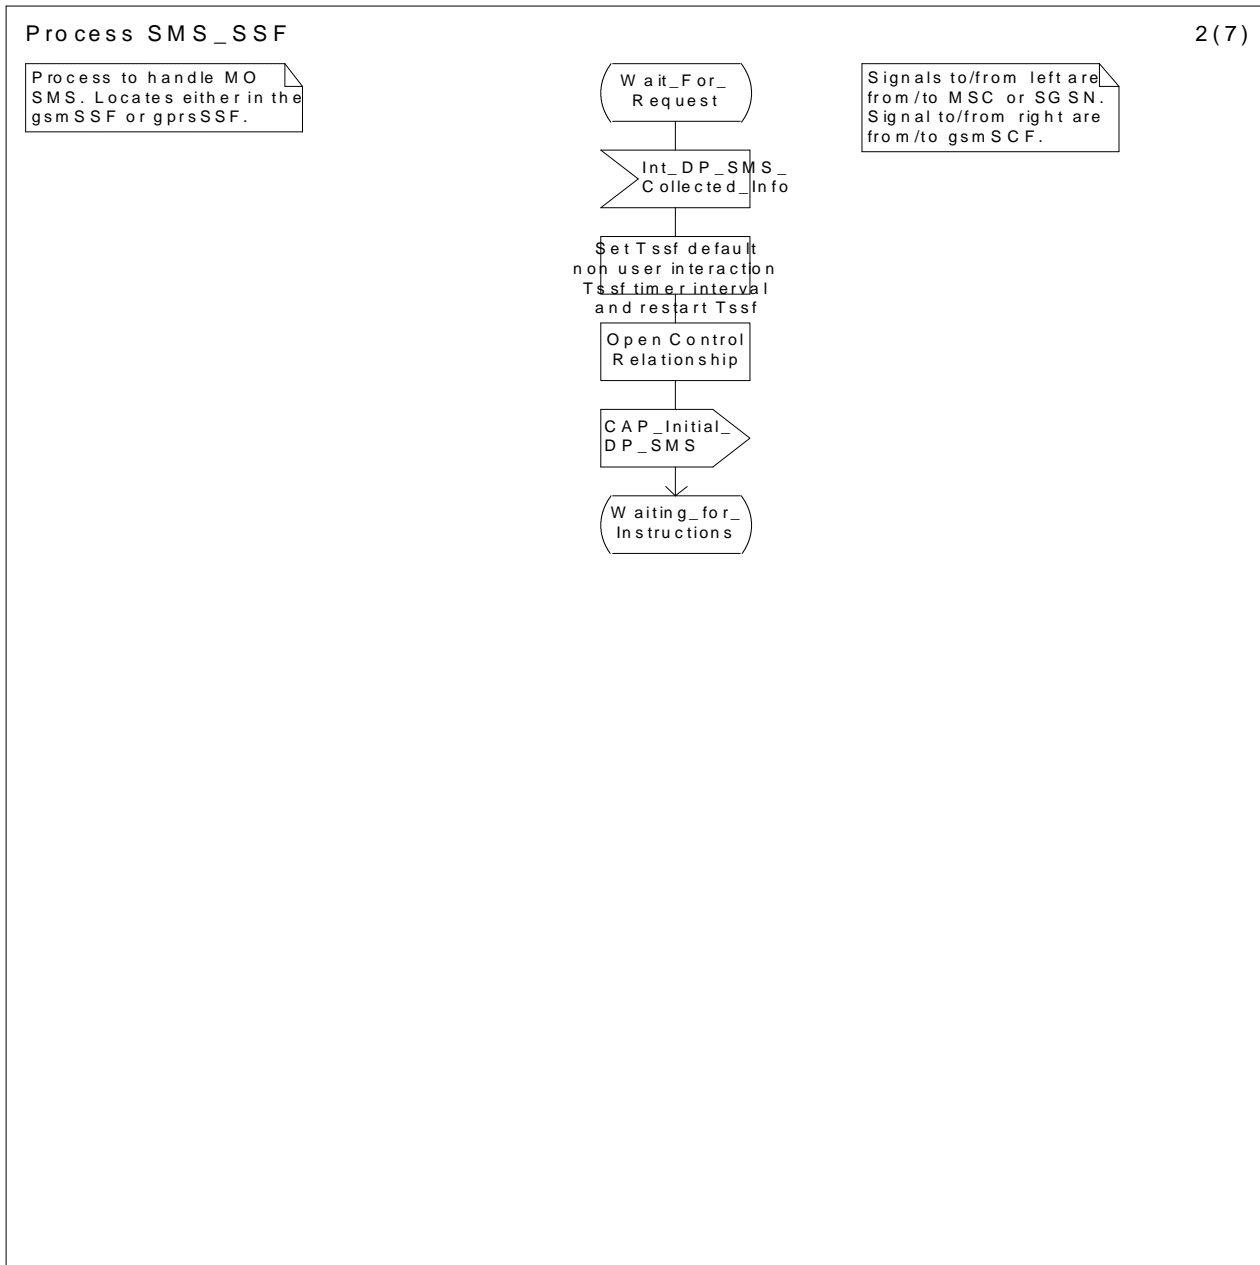 Process SMS_SSF
2(7)
Process to handle MO
SMS. Locates either in the
gsmSSF or gprsSSF.
Wait_For_
Request
Signals to/from left are
from/to MSC or SGSN.
Signal to/from right are
from/to gsmSCF.
Int_DP_SMS_
Collected_Info
Set Tssf default
non user interaction
Tssf timer interval
and restart Tssf
Open Control
Relationship
CAP_Initial_
DP_SMS
Waiting_for_
Instructions